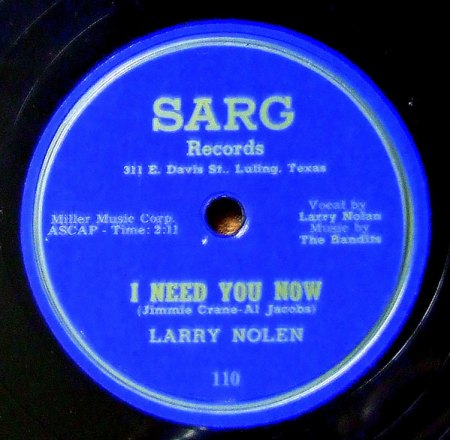 SARG
Records
311 E. Davis St., Luling, Texas
Miller Music Corp.
ASCAP - Time: 2:11
Vocal by
Larry Nolan
Music by
The Bandits
I NEED YOU NOW
(Jimmie Crane-Al Jacobs)
LARRY NOLEN
110